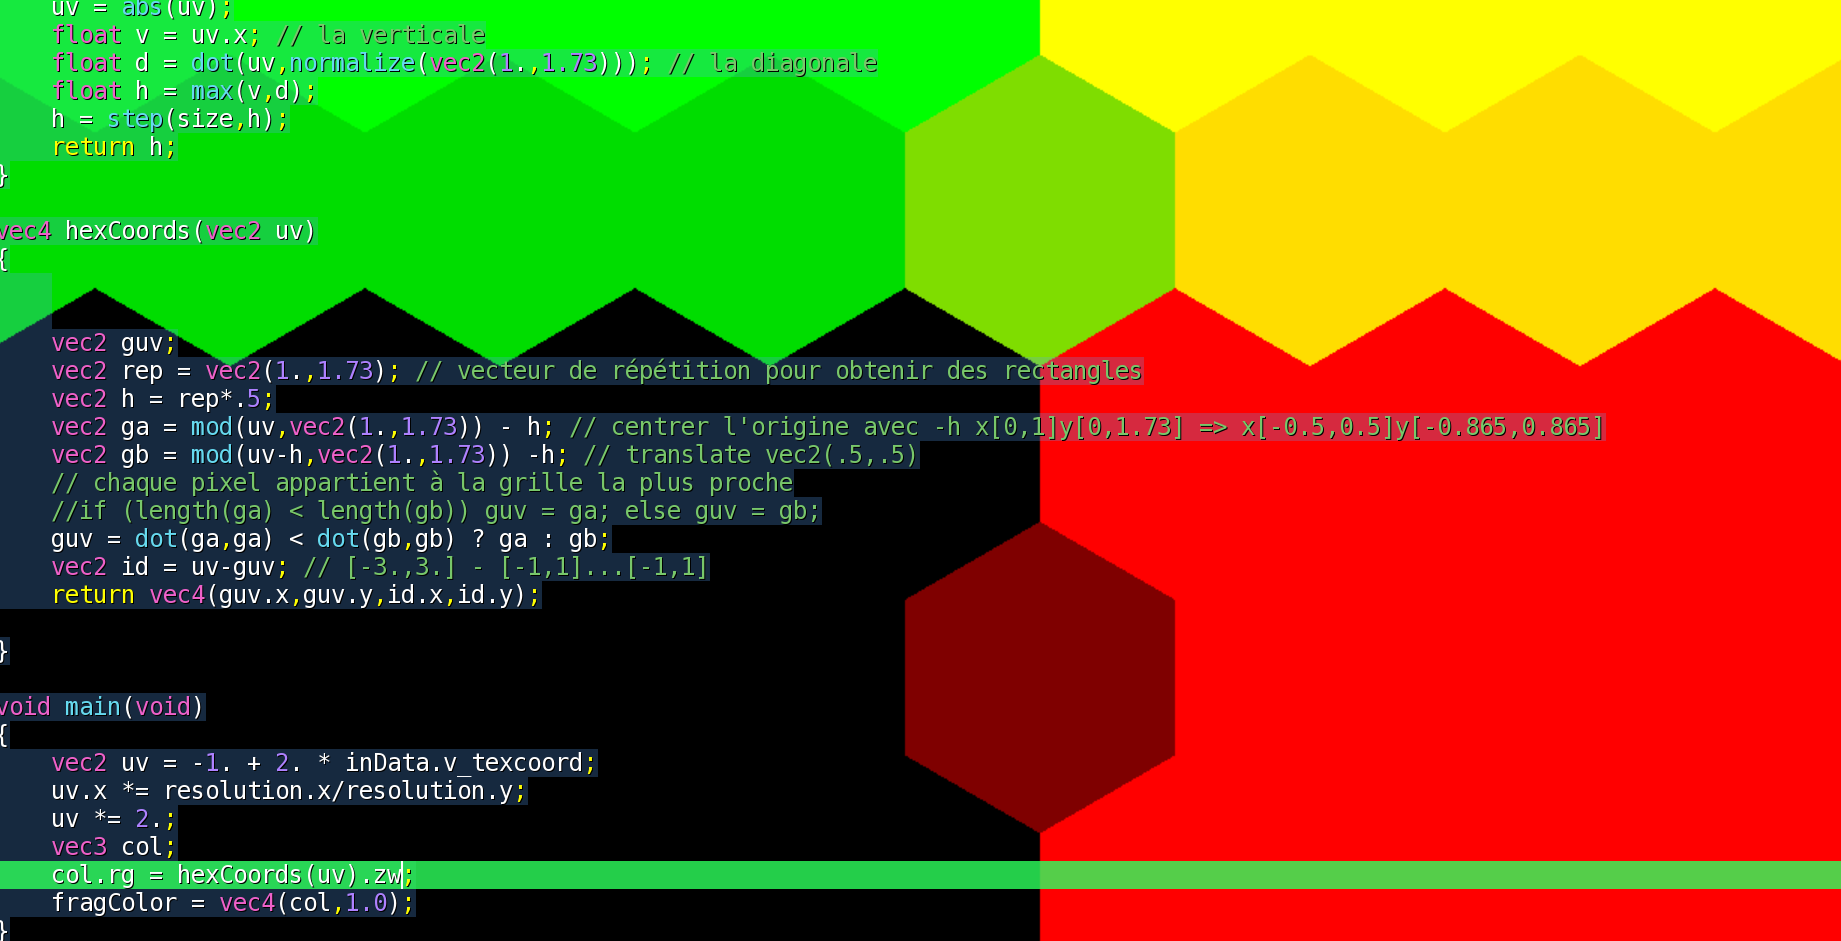 uv = abs(uv);
float v = uv.x; // la verticale
float d = dot(uv,normalize(vec2(1.,1.73))); // la diagonale
float h = max(v,d);
h = step(size,h);
return h;
}
vec4 hexCoords(vec2 uv)
{
vec2 guv;
vec2 rep = vec2(1.,1.73); // vecteur de répétition pour obtenir des rectangles
vec2 h = rep*.5;
vec2 ga = mod(uv,vec2(1.,1.73)) - h; // centrer l'origine avec -h x[0,1]y[0,1.73] => x[-0.5,0.5]y[-0.865,0.865]
vec2 gb = mod(uv-h,vec2(1.,1.73)) -h; // translate vec2(.5,.5)
// chaque pixel appartient à la grille la plus proche
//if (length(ga) < length(gb)) guv = ga; else guv = gb;
guv = dot(ga,ga) < dot(gb,gb) ? ga : gb;
vec2 id = uv-guv; // [-3.,3.] - [-1,1]...[-1,1]
return vec4(guv.x,guv.y,id.x,id.y);
}
void main(void)
{
vec2 uv = -1. + 2. * inData.v_texcoord;
uv.x *= resolution.x/resolution.y;
uv *= 2.;
vec3 col;
col.rg = hexCoords(uv).zw;
fragColor = vec4(col,1.0);
}